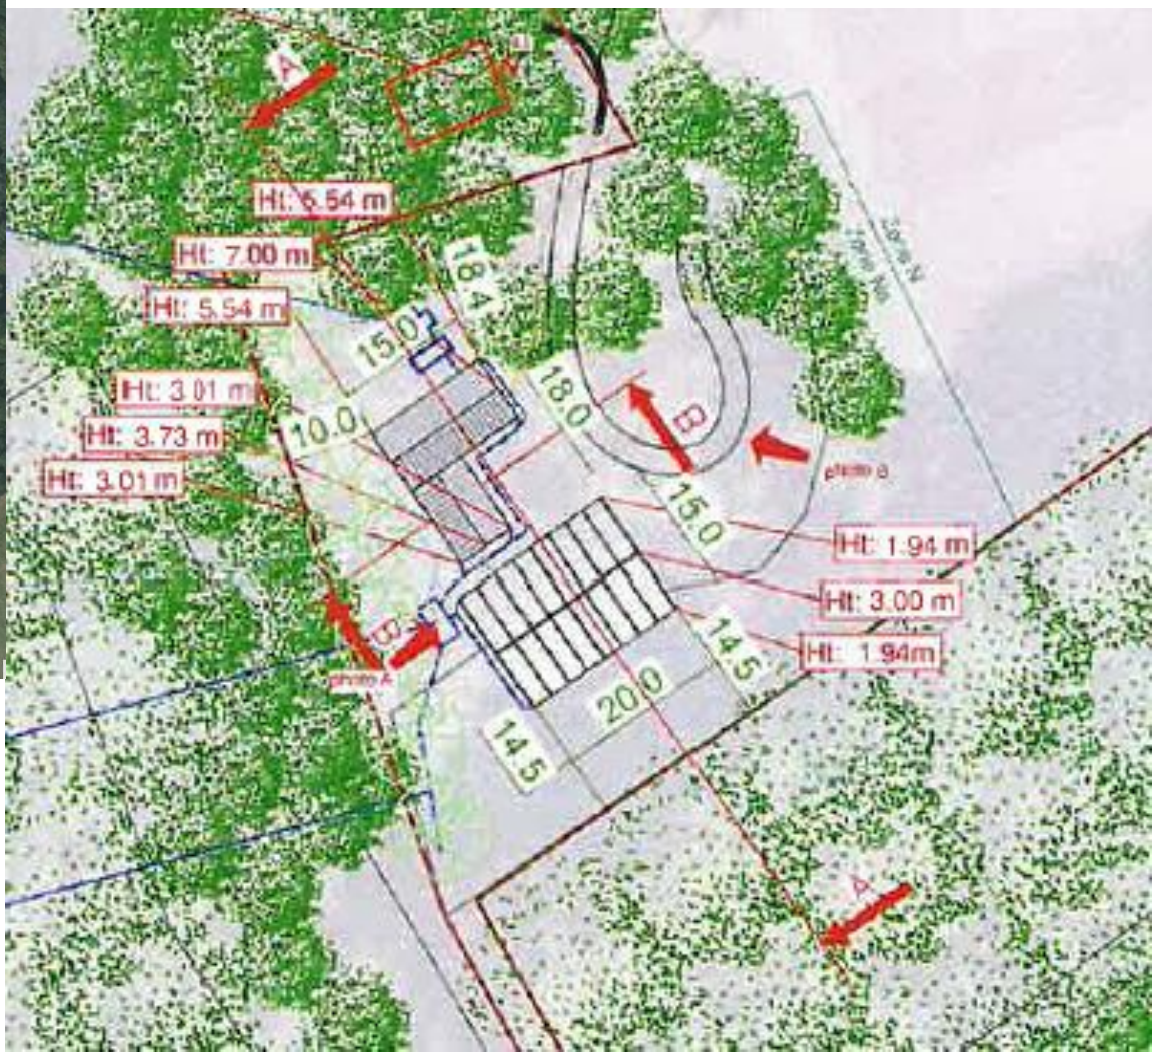 A
Ht: 5.54 m
Ht: 7.00 m
Ht: 5.54 m
18.4
15.0
Ht: 3.01 m
18.0
10.0
B
Ht: 3.73 m
photo B
Ht: 3.01 m
15.0
Ht: 1.94 m
Ht: 3.00 m
B
14.5
Ht: 1.94m
photo A
20.0
14.5
A